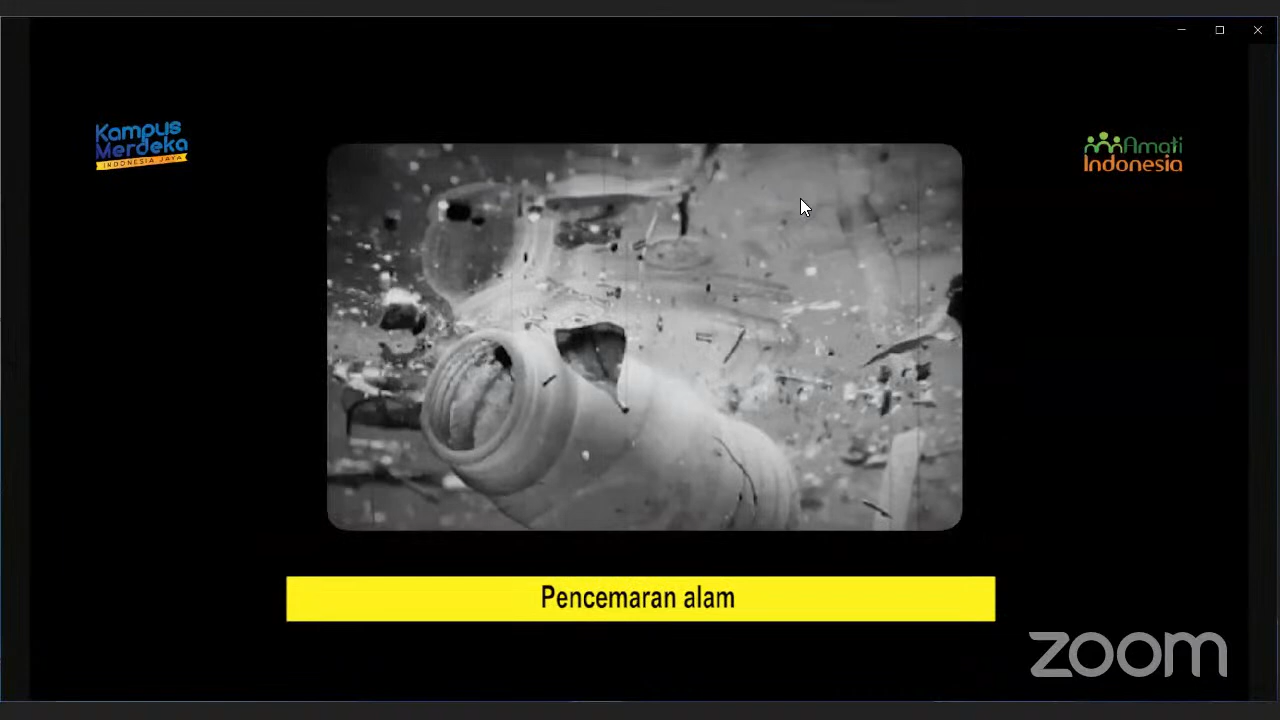 Kampus
Merdeka
INDONESIA JAYA
Amati
Indonesia
Pencemaran alam
zoom